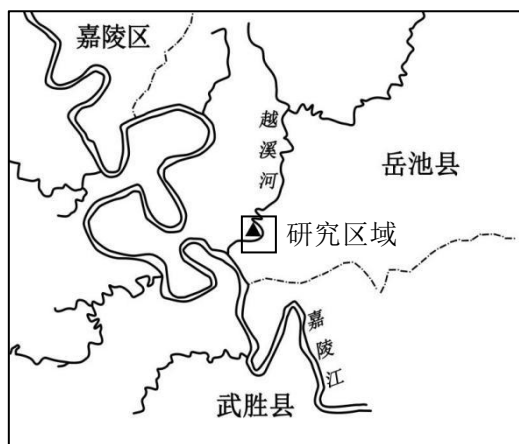 嘉陵区
越溪河
岳池县
研究区域
嘉陵江
武胜县